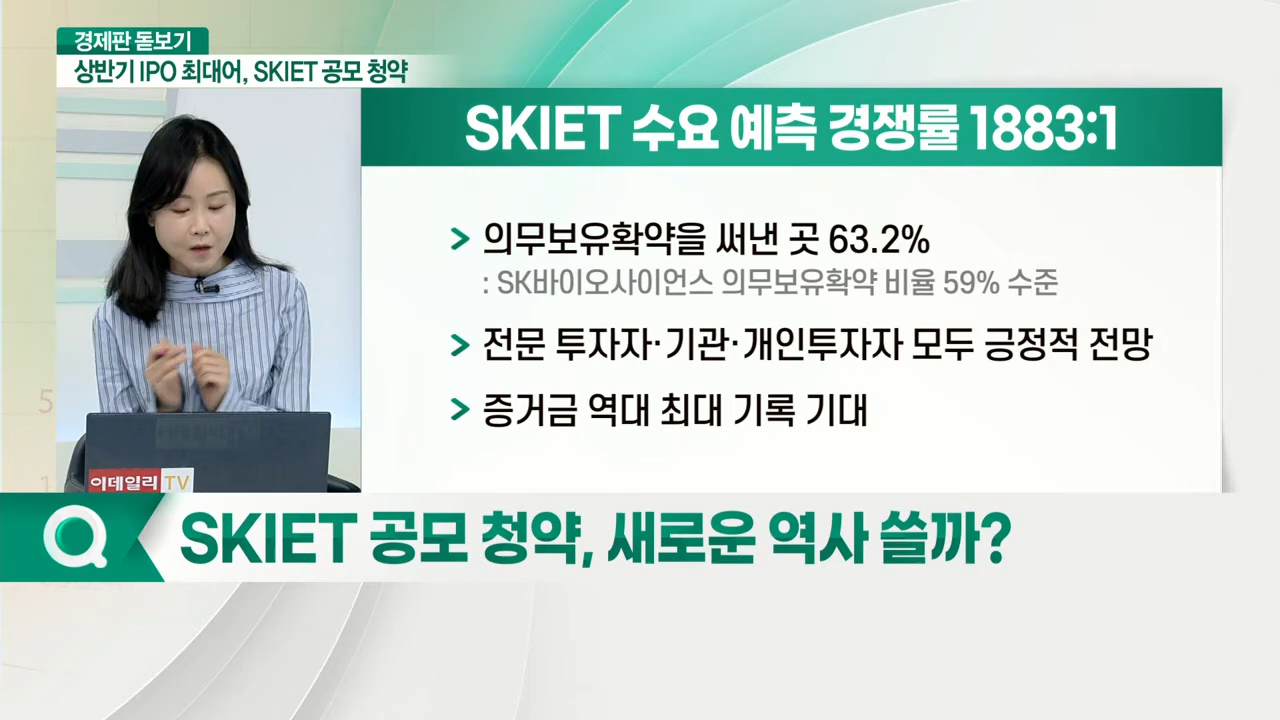 경제판 돋보기
상반기 IPO 최대어, SKIET 공모 청약
SKIET 수요 예측 경쟁률 1883:1
> 의무보유확약을 써낸 곳 63.2%
: SK바이오사이언스 의무보유확약 비율 59% 수준
> 전문 투자자·기관·개인투자자 모두 긍정적 전망
> 증거금 역대 최대 기록 기대
5
1
이데일리 TV
Q SKIET 공모 청약, 새로운 역사 쓸까?